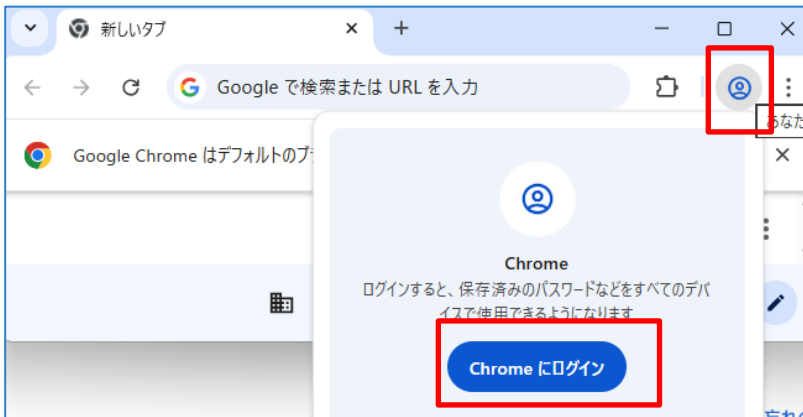 新しいタブ
Google で検索または URL を入力
あなた
Google Chrome はデフォルトのブ
Chrome
ログインすると、保存済みのパスワードなどをすべてのデバ
イスで使用できるようになります
Chrome にログイン